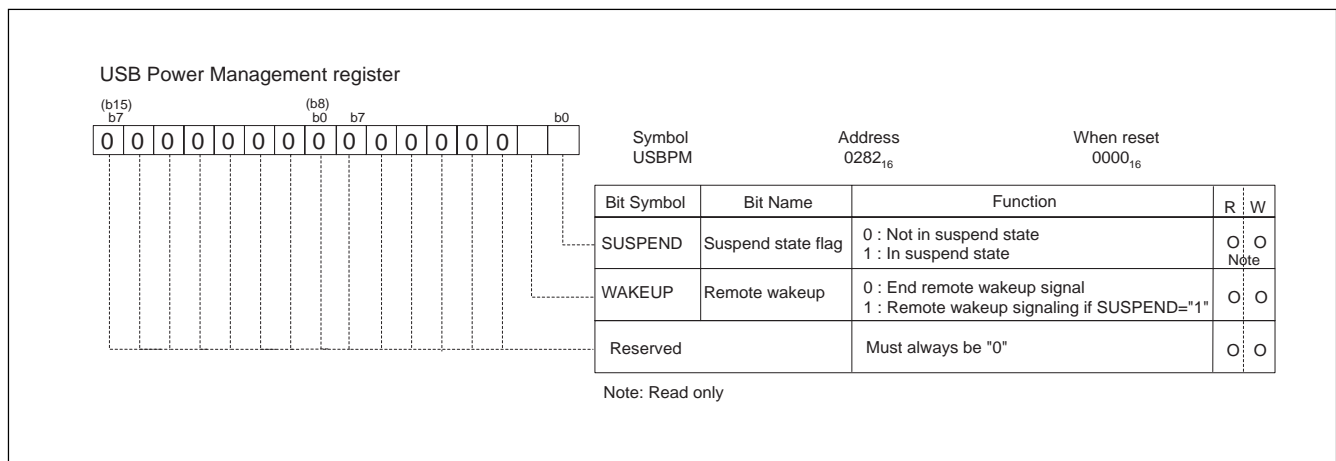 USB Power Management register
(b15) (b8)
b7 b0 b7 b0
0 0 0 0 0 0 0 0 0 0 0 0 0 0
Symbol Address When reset
USBPM 0282₁₆ 0000₁₆
Bit Symbol Bit Name Function R W
SUSPEND Suspend state flag 0 : Not in suspend state O O
1 : In suspend state Note
WAKEUP Remote wakeup 0 : End remote wakeup signal O O
1 : Remote wakeup signaling if SUSPEND="1"
Reserved Must always be "0" O O
Note: Read only